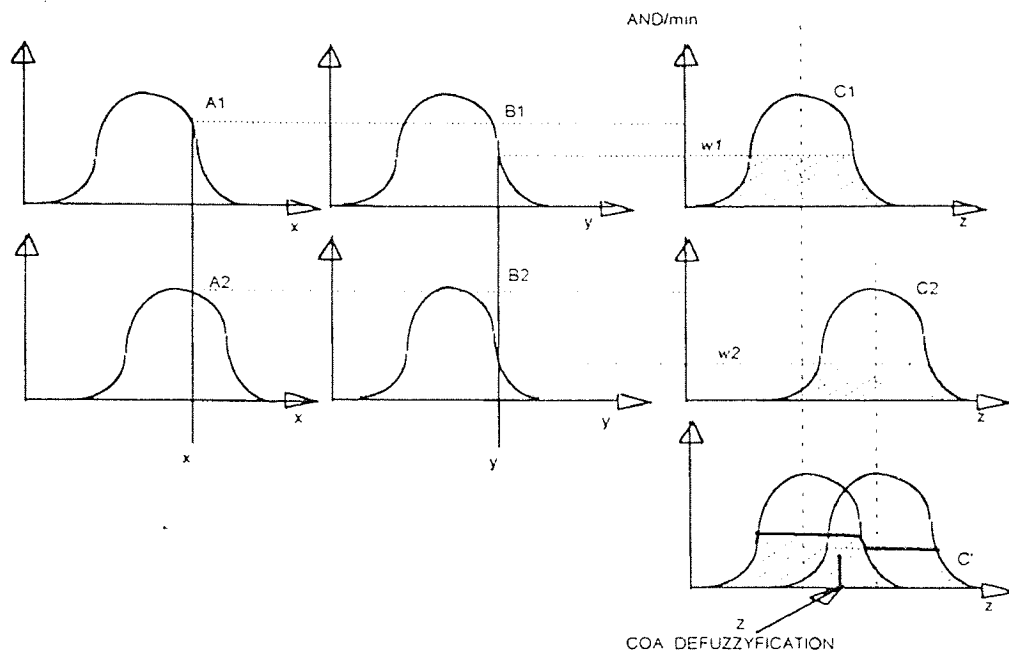 AND/min
A1
B1
C1
w1
x
y
z
A2
B2
C2
w2
x
y
z
x
y
C'
z
z
COA DEFUZZYFICATION